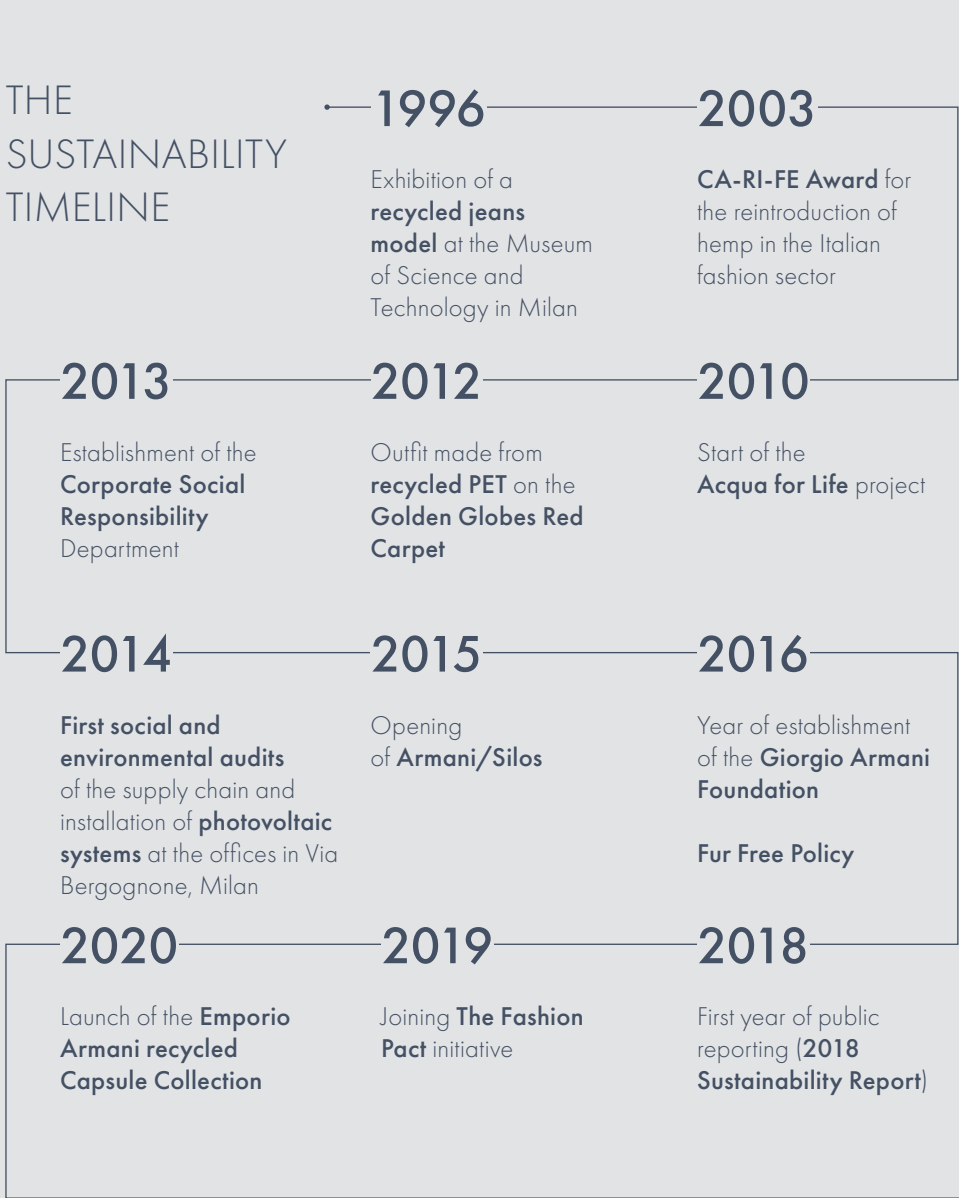 THE
SUSTAINABILITY
TIMELINE
1996
Exhibition of a
recycled jeans
model at the Museum
of Science and
Technology in Milan
2003
CA-RI-FE Award for
the reintroduction of
hemp in the Italian
fashion sector
2010
Start of the
Acqua for Life project
2012
Outfit made from
recycled PET on the
Golden Globes Red
Carpet
2013
Establishment of the
Corporate Social
Responsibility
Department
2014
First social and
environmental audits
of the supply chain and
installation of photovoltaic
systems at the offices in Via
Bergognone, Milan
2015
Opening
of Armani/Silos
2016
Year of establishment
of the Giorgio Armani
Foundation
Fur Free Policy
2018
First year of public
reporting (2018
Sustainability Report)
2019
Joining The Fashion
Pact initiative
2020
Launch of the Emporio
Armani recycled
Capsule Collection